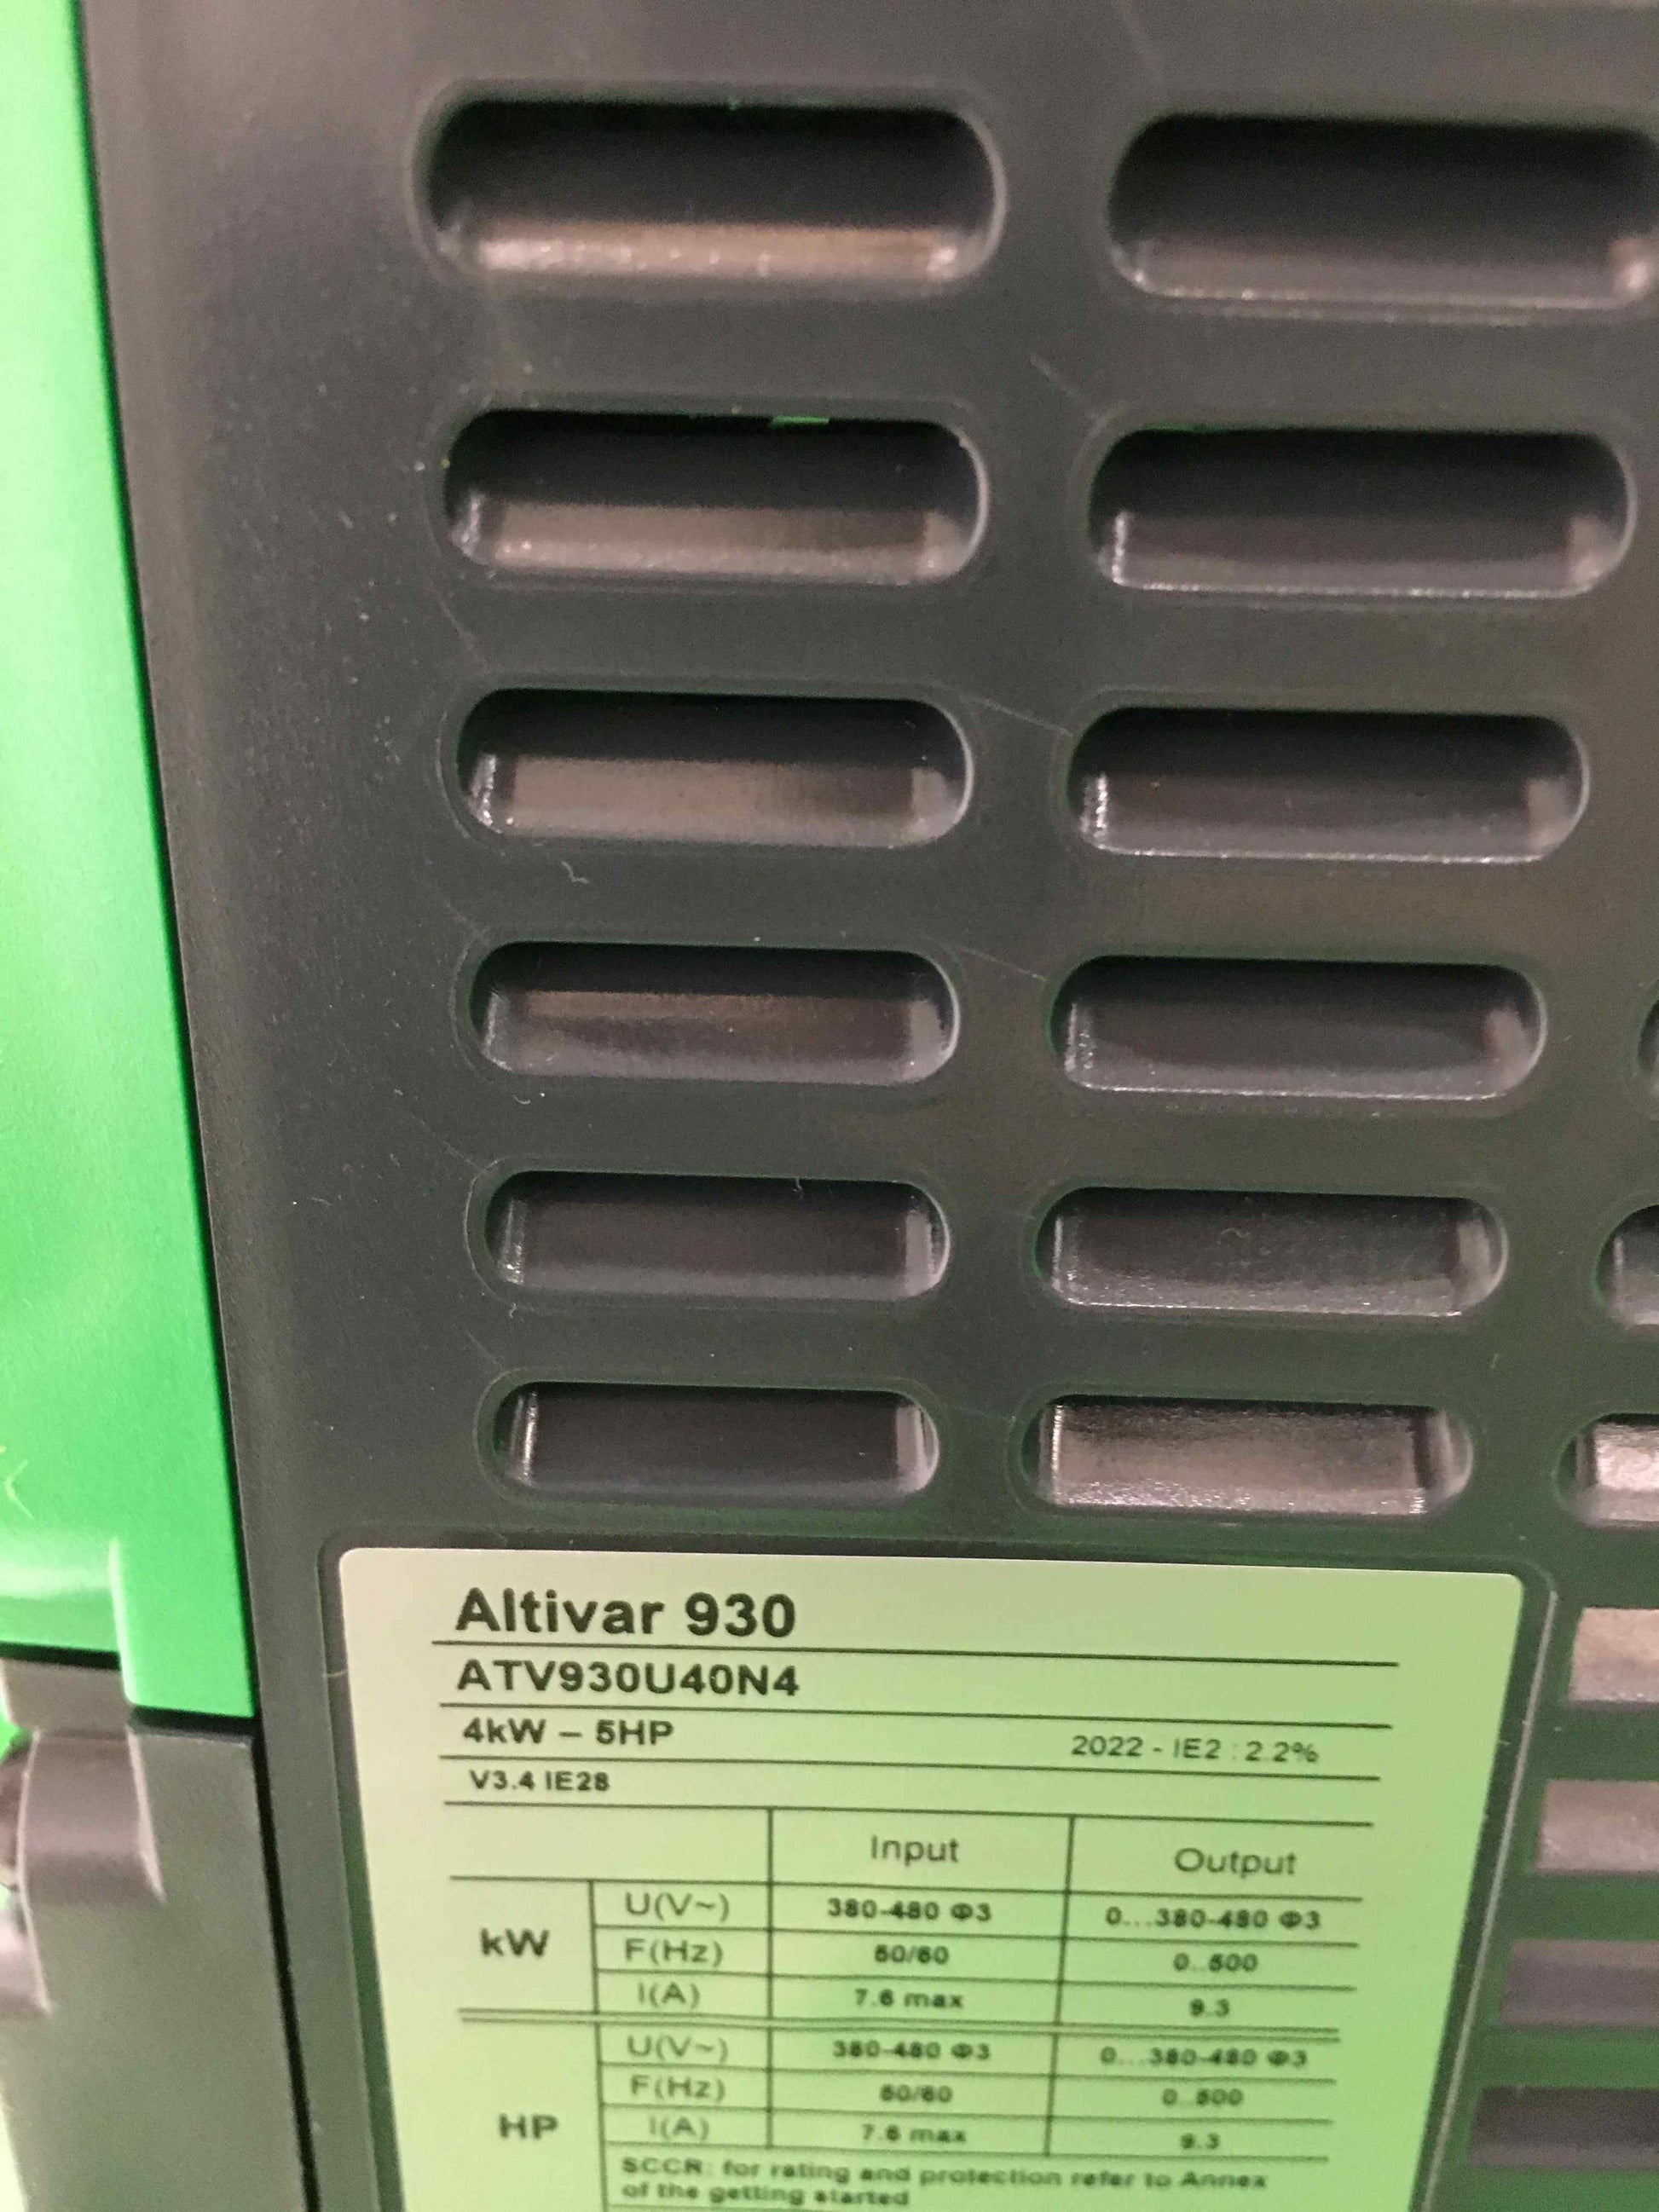 Altivar 930
ATV930U40N4
4kW – 5HP 2022 - IE2 : 2.2%
V3.4 IE28
Input Output
kW
U(V~) 380-480 Φ3 0...380-480 Φ3
F(Hz) 50/60 0..500
I(A) 7.6 max 9.3
HP
U(V~) 380-480 Φ3 0...380-480 Φ3
F(Hz) 50/60 0..500
I(A) 7.6 max 9.3
SCCR: for rating and protection refer to Annex
of the getting started